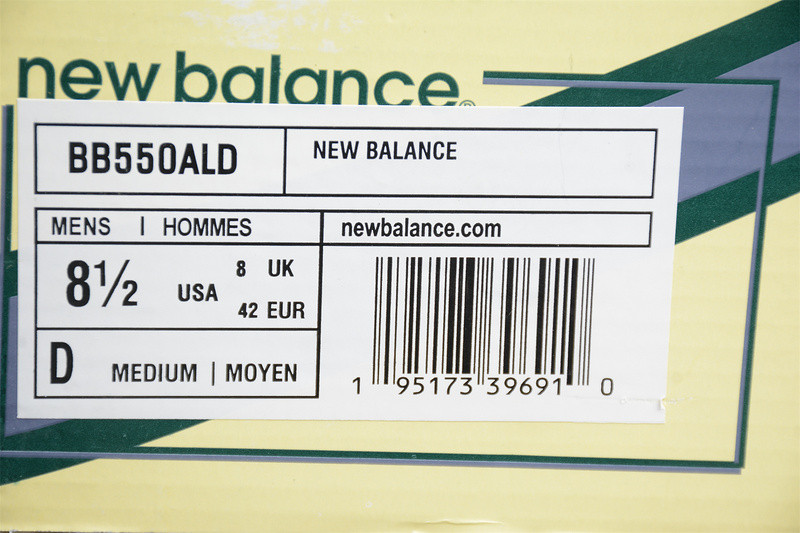 new balance®
BB550ALD
NEW BALANCE
MENS | HOMMES
newbalance.com
8½ USA
8 UK
42 EUR
D MEDIUM | MOYEN
1 95173 39691 0